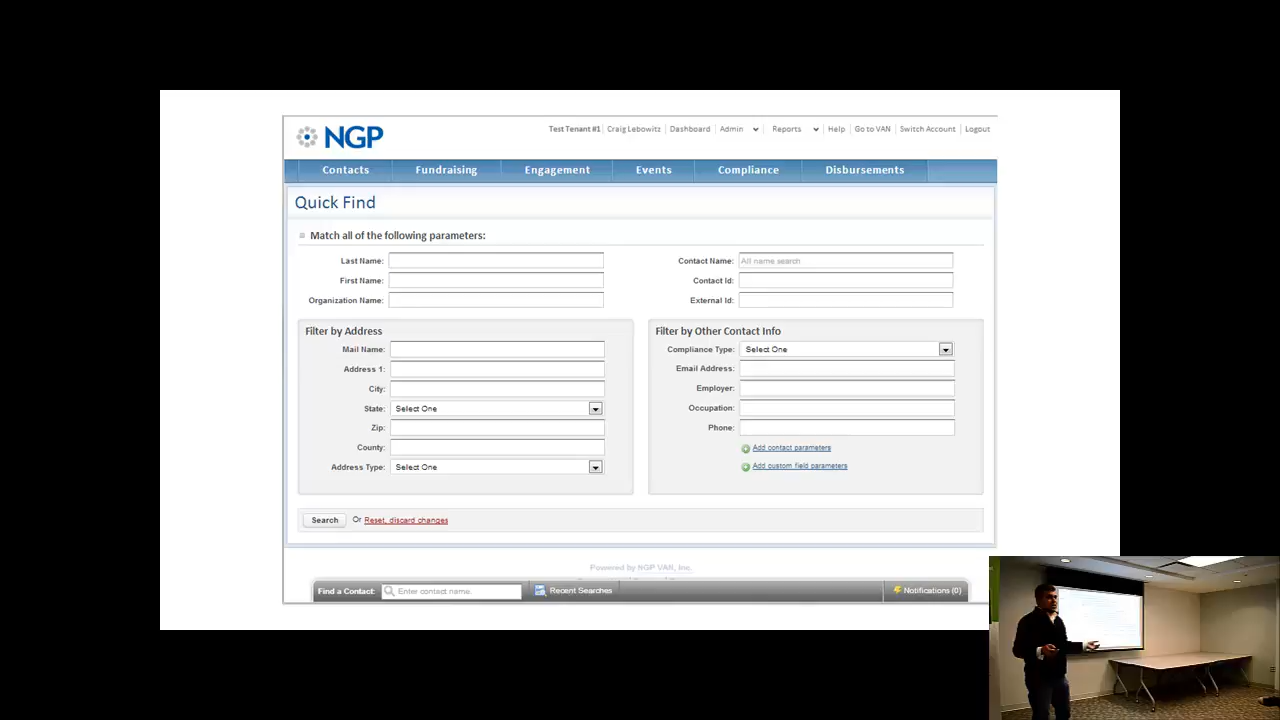 NGP
Test Tenant #1 Craig Lebowitz Dashboard Admin Reports Help Go to VAN Switch Account Logout
Contacts Fundraising Engagement Events Compliance Disbursements
Quick Find
Match all of the following parameters:
Last Name: Contact Name: All name search
First Name: Contact Id:
Organization Name: External Id:
Filter by Address Filter by Other Contact Info
Mail Name: Compliance Type: Select One
Address 1: Email Address:
City: Employer:
State: Select One Occupation:
Zip: Phone:
County: Add contact parameters
Address Type: Select One Add custom field parameters
Search Or Reset, discard changes
Powered by NGP VAN, Inc.
Find a Contact: Enter contact name. Recent Searches Notifications (0)